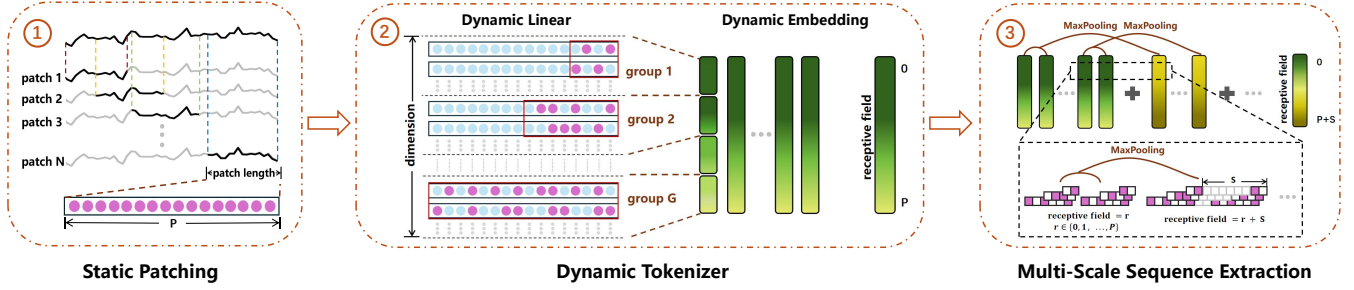 ①
patch 1
patch 2
patch 3
patch N
patch length
P
Static Patching
②
Dynamic Linear
Dynamic Embedding
dimension
group 1
group 2
group G
receptive field
0
P
Dynamic Tokenizer
③
MaxPooling MaxPooling
receptive field
0
P+S
MaxPooling
S
receptive field = r
r ∈ {0, 1, …, P}
receptive field = r + S
Multi-Scale Sequence Extraction